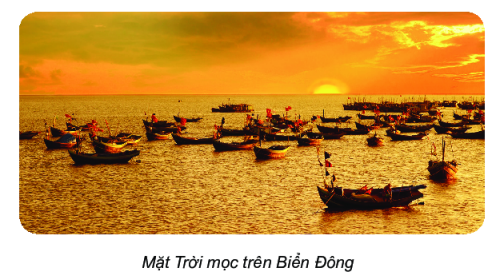 Mặt Trời mọc trên Biển Đông